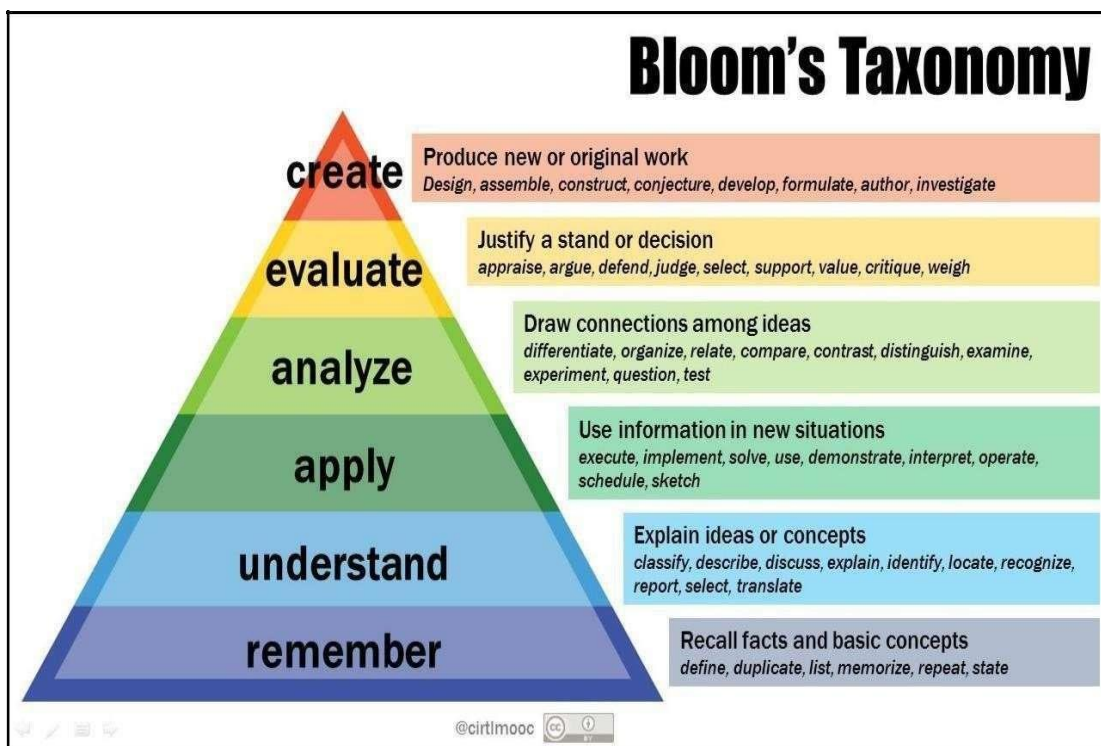 Bloom's Taxonomy
create
Produce new or original work
Design, assemble, construct, conjecture, develop, formulate, author, investigate
evaluate
Justify a stand or decision
appraise, argue, defend, judge, select, support, value, critique, weigh
analyze
Draw connections among ideas
differentiate, organize, relate, compare, contrast, distinguish, examine,
experiment, question, test
apply
Use information in new situations
execute, implement, solve, use, demonstrate, interpret, operate,
schedule, sketch
understand
Explain ideas or concepts
classify, describe, discuss, explain, identify, locate, recognize,
report, select, translate
remember
Recall facts and basic concepts
define, duplicate, list, memorize, repeat, state
@cirtlmooc
cc
BY